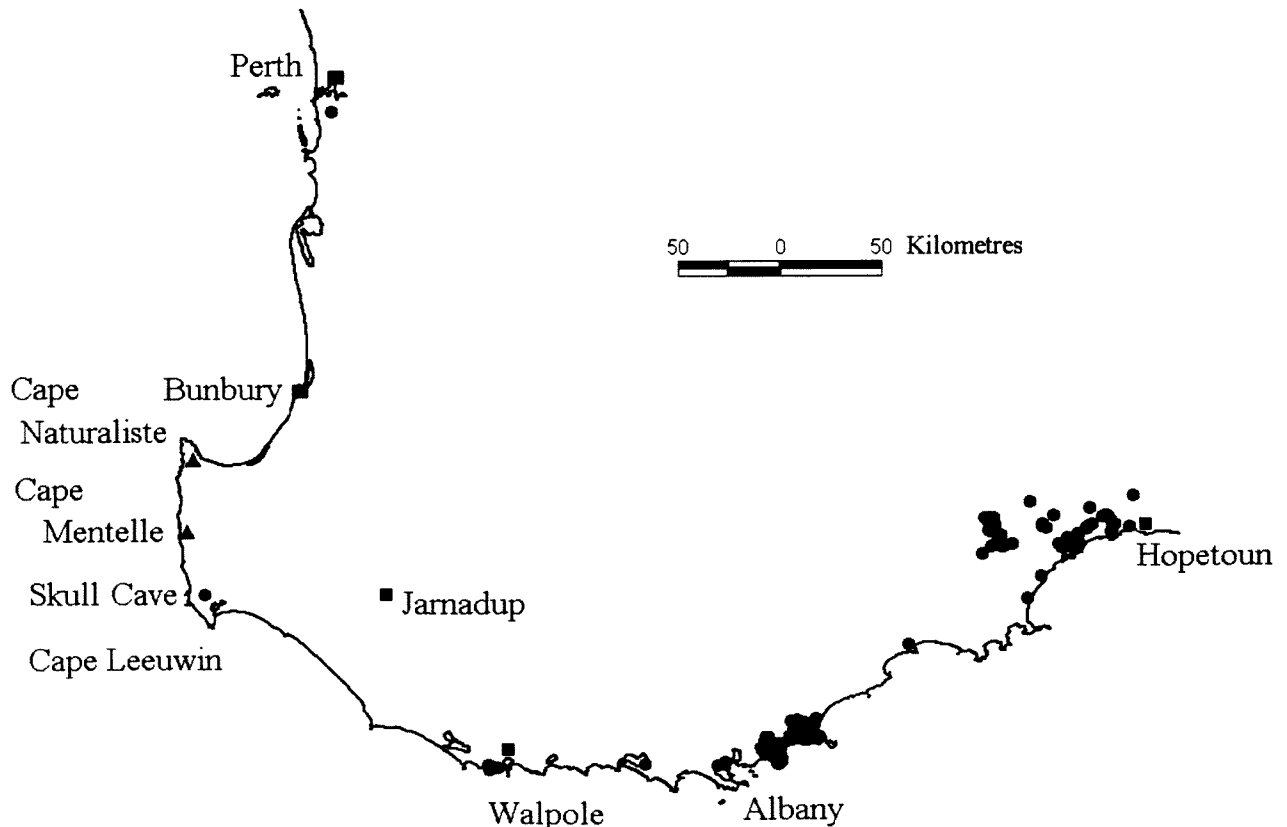 Perth
50 0 50 Kilometres
Cape
Naturaliste
Bunbury
Cape
Mentelle
Skull Cave
Jarnadup
Hopetoun
Cape Leeuwin
Walpole
Albany